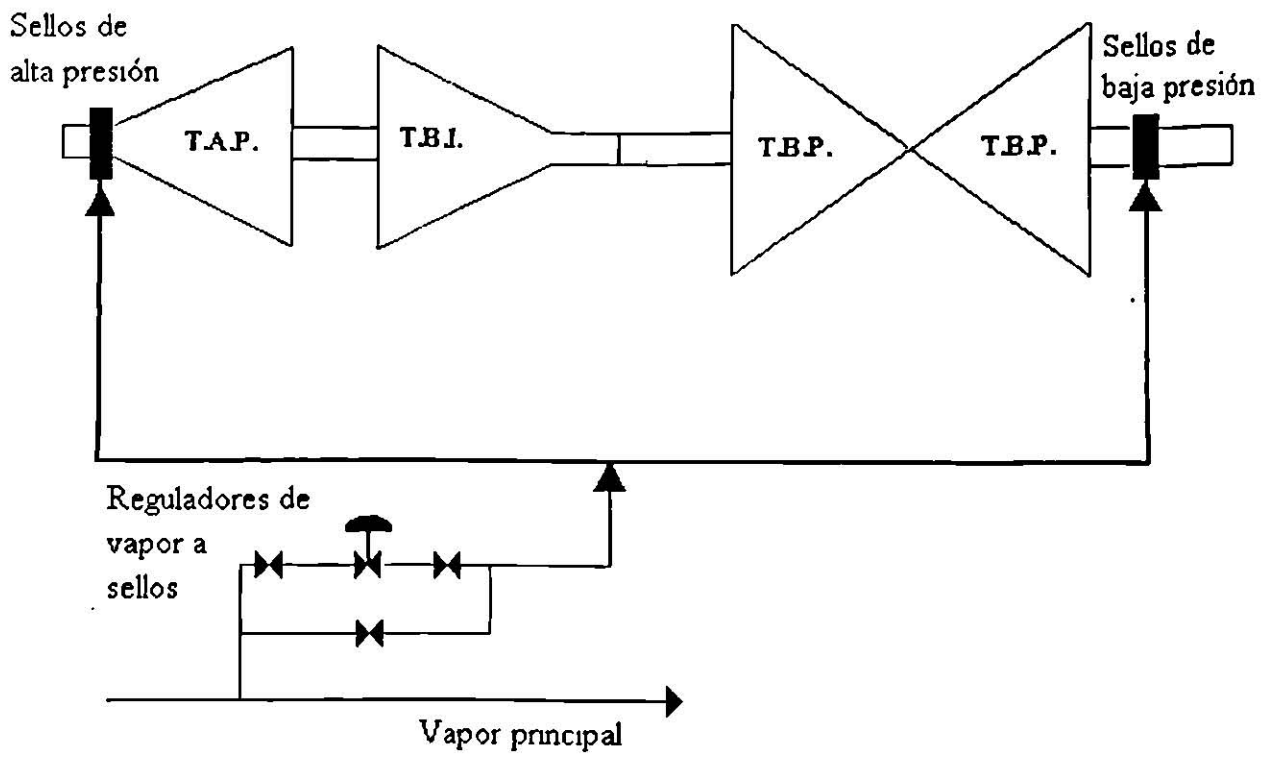 Sellos de
alta presión
Sellos de
baja presión
T.A.P.
T.B.I.
T.B.P.
T.B.P.
Reguladores de
vapor a
sellos
Vapor principal